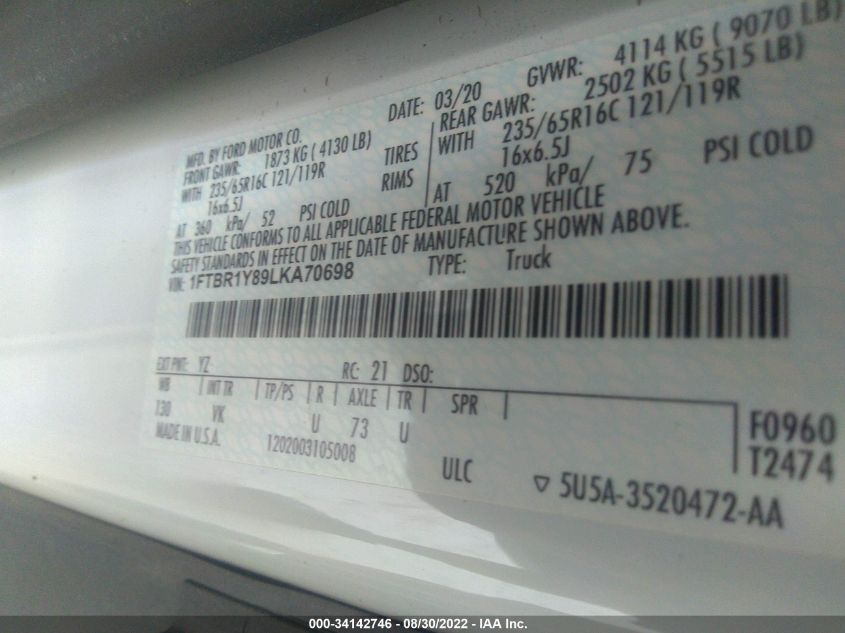 MFD. BY FORD MOTOR CO. DATE: 03/20 GVWR: 4114 KG ( 9070 LB)
FRONT GAWR: 1873 KG ( 4130 LB) REAR GAWR: 2502 KG ( 5515 LB)
WITH 235/65R16C 121/119R TIRES WITH 235/65R16C 121/119R
16x6.5J RIMS 16x6.5J
AT 360 kPa/ 52 PSI COLD AT 520 kPa/ 75 PSI COLD
THIS VEHICLE CONFORMS TO ALL APPLICABLE FEDERAL MOTOR VEHICLE
SAFETY STANDARDS IN EFFECT ON THE DATE OF MANUFACTURE SHOWN ABOVE.
VIN: 1FTBR1Y89LKA70698 TYPE: Truck
EXT PNT: YZ RC: 21 DSO:
WB INT TR TP/PS R AXLE TR SPR
130 VK U 73 U F0960
MADE IN U.S.A. 1202003105008 T2474
ULC 5U5A-3520472-AA
000-34142746 - 08/30/2022 - IAA Inc.